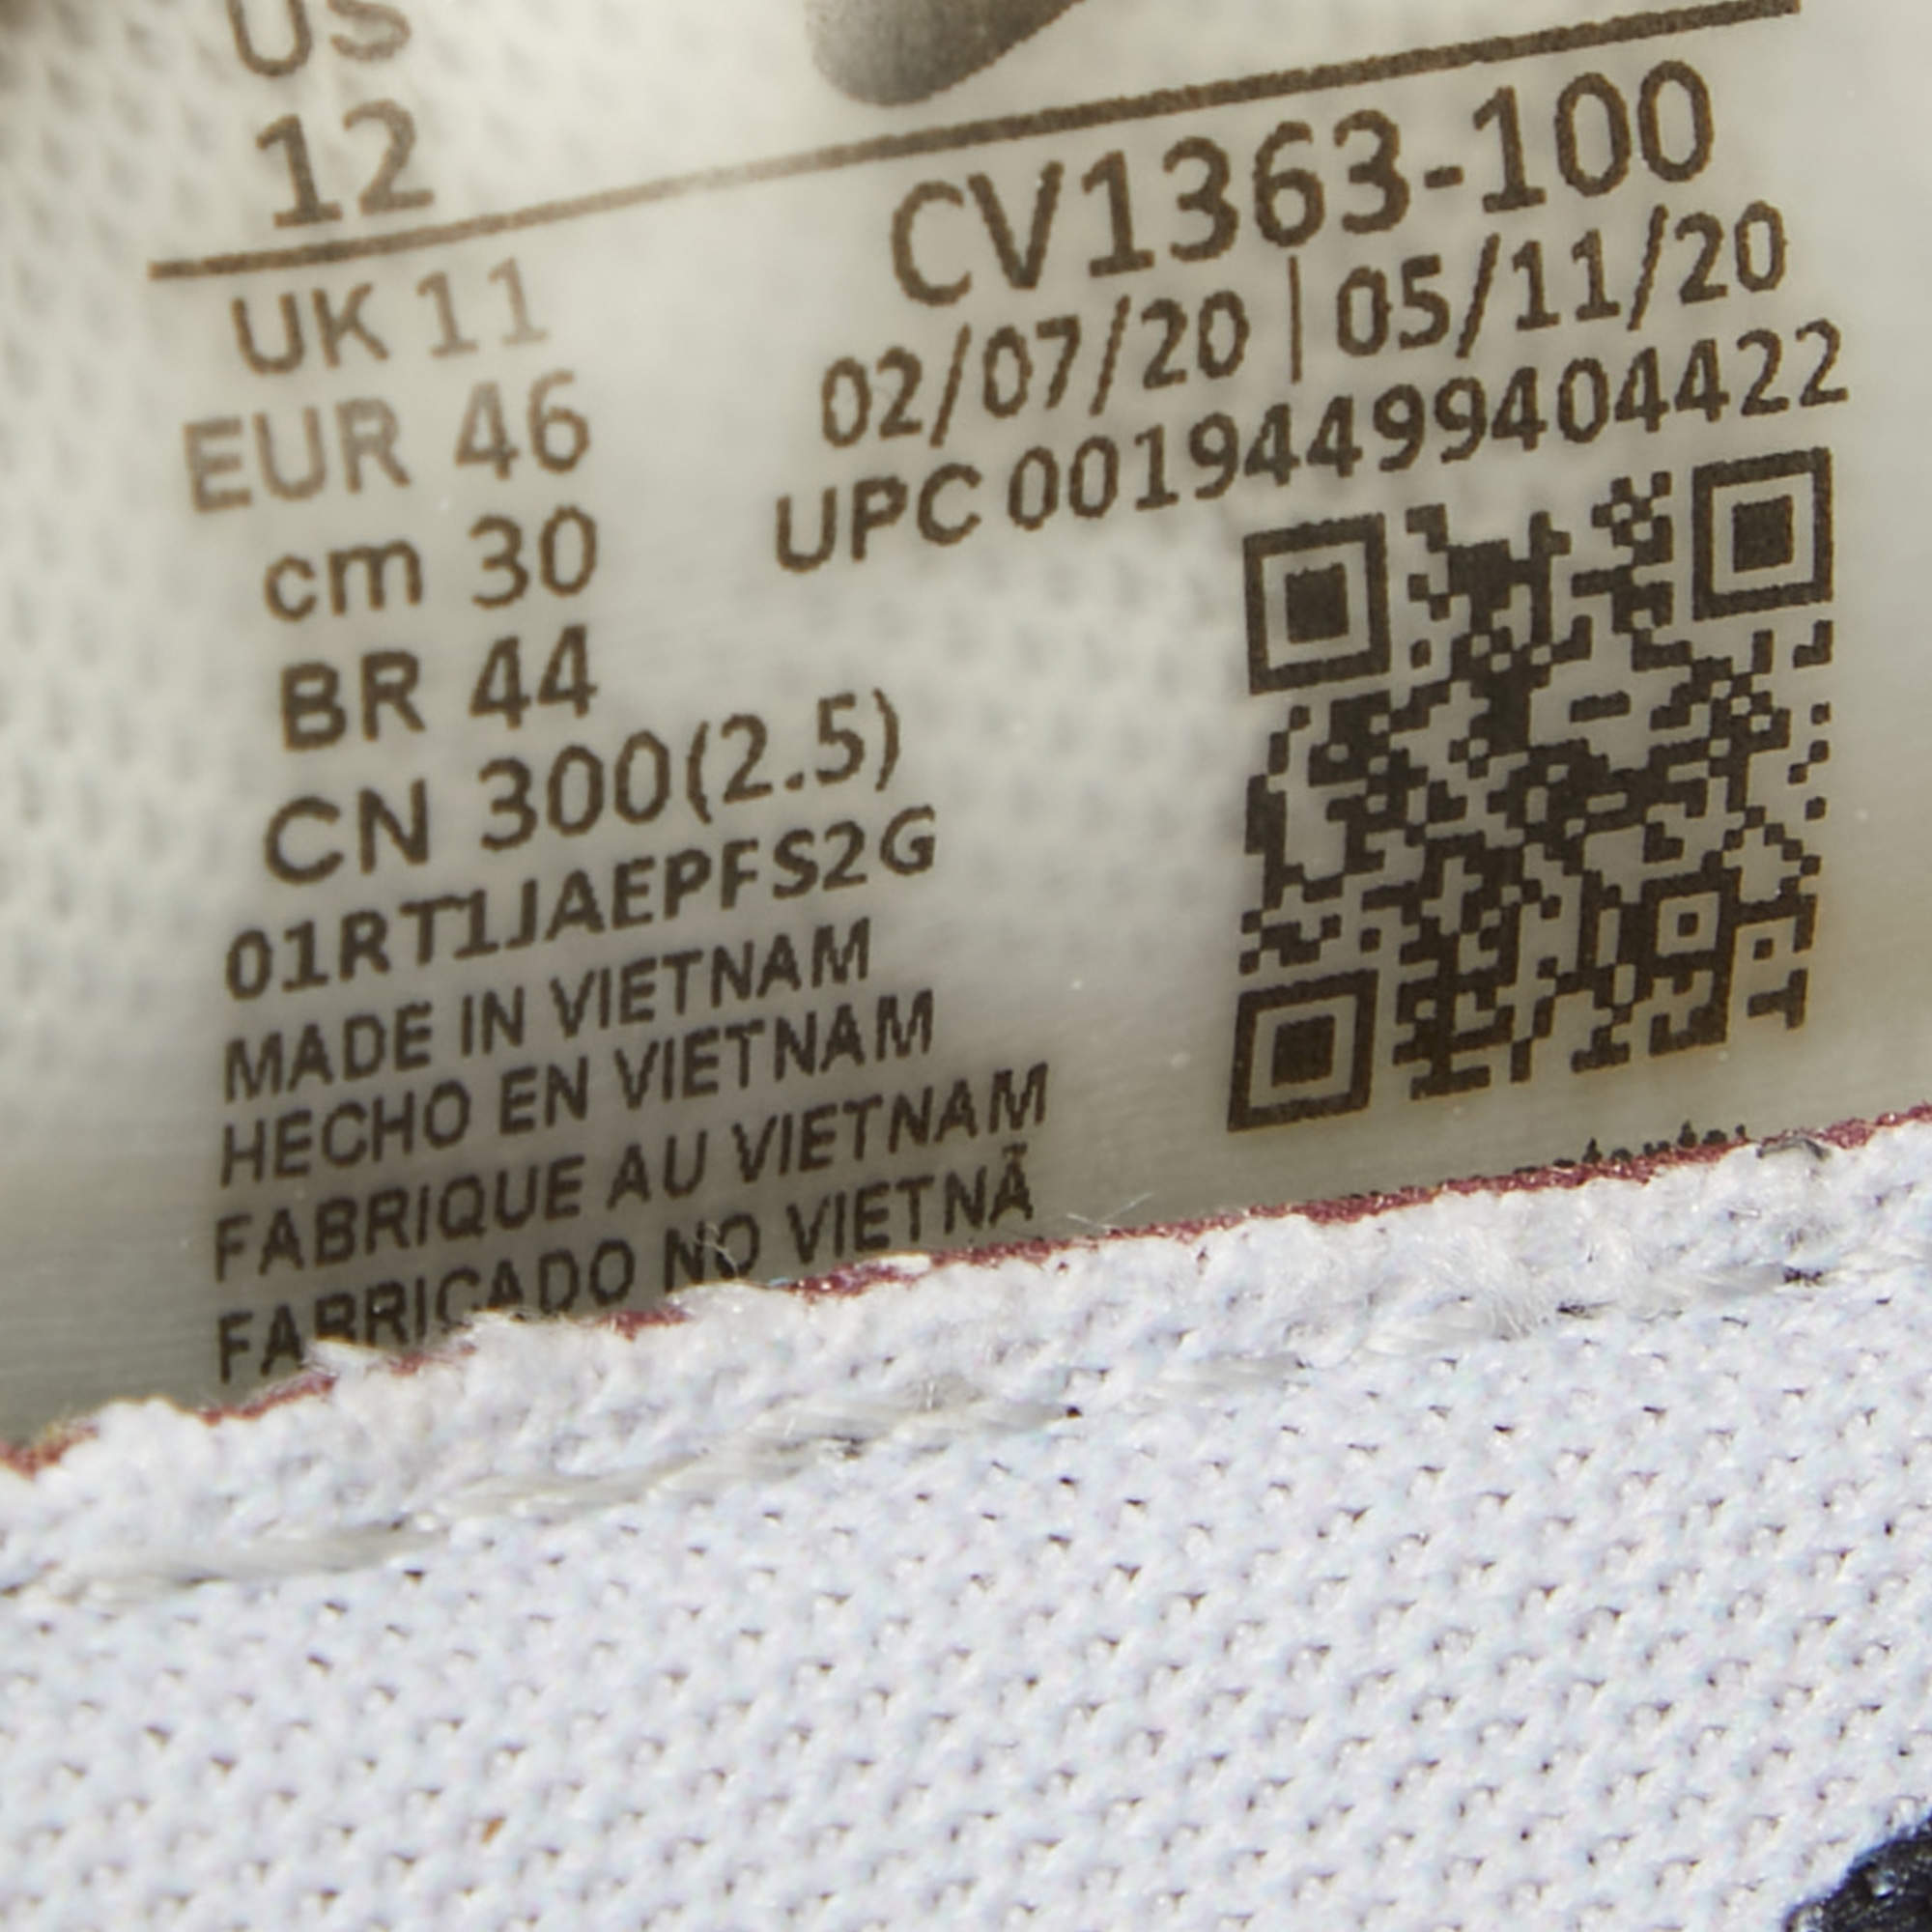 US
12
UK 11
EUR 46
cm 30
BR 44
CN 300(2.5)
01RT1JAEPFS2G
MADE IN VIETNAM
HECHO EN VIETNAM
FABRIQUE AU VIETNAM
FABRICADO NO VIETNÃ
CV1363-100
02/07/20 | 05/11/20
UPC 00194499404422